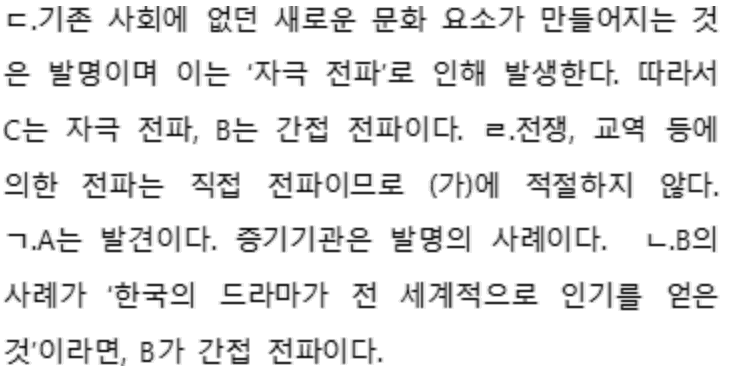 ㄷ.기존 사회에 없던 새로운 문화 요소가 만들어지는 것
은 발명이며 이는 ‘자극 전파’로 인해 발생한다. 따라서
C는 자극 전파, B는 간접 전파이다. ㄹ.전쟁, 교역 등에
의한 전파는 직접 전파이므로 (가)에 적절하지 않다.
ㄱ.A는 발견이다. 증기기관은 발명의 사례이다. ㄴ.B의
사례가 ‘한국의 드라마가 전 세계적으로 인기를 얻은
것’이라면, B가 간접 전파이다.